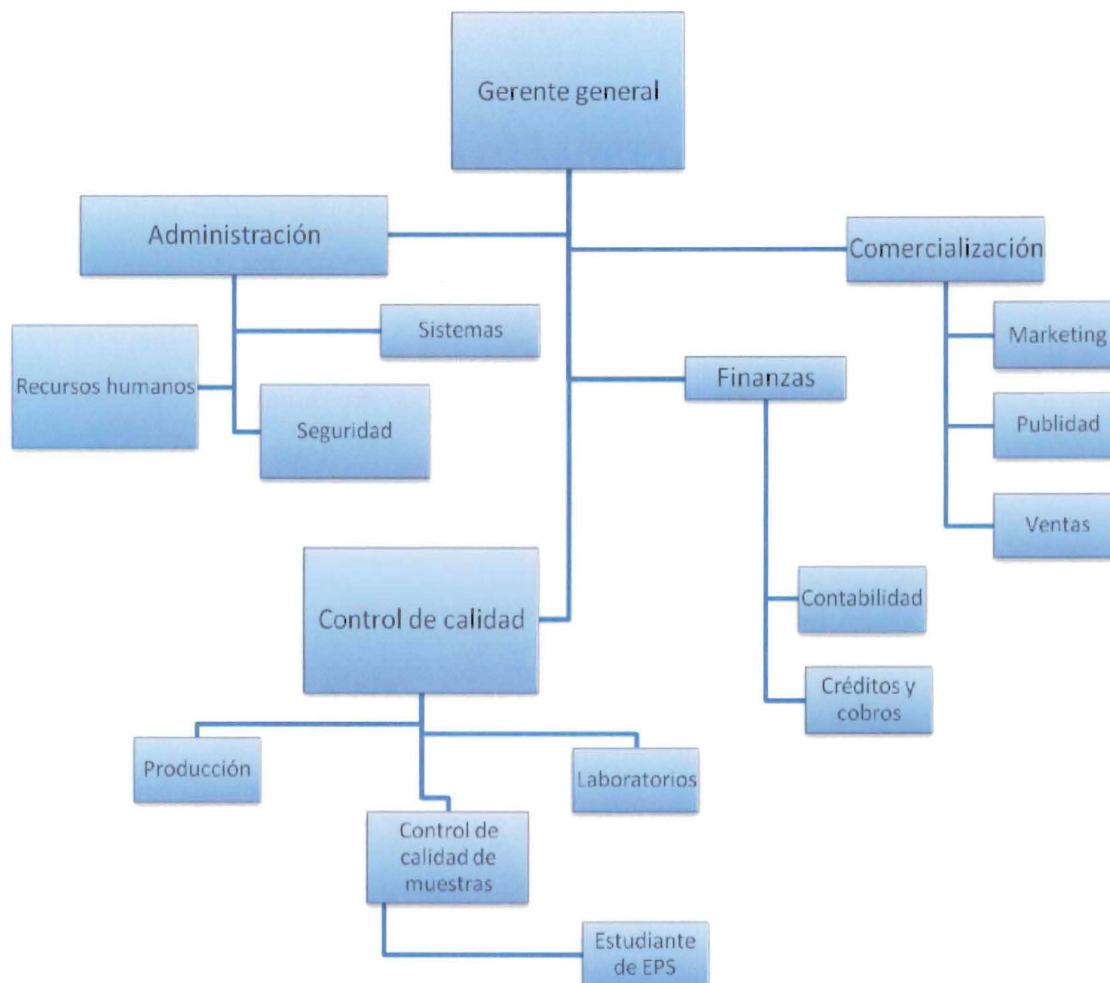 Gerente general
Administración
Comercialización
Sistemas
Marketing
Recursos humanos
Finanzas
Seguridad
Publidad
Ventas
Control de calidad
Contabilidad
Créditos y
cobros
Producción
Laboratorios
Control de
calidad de
muestras
Estudiante
de EPS